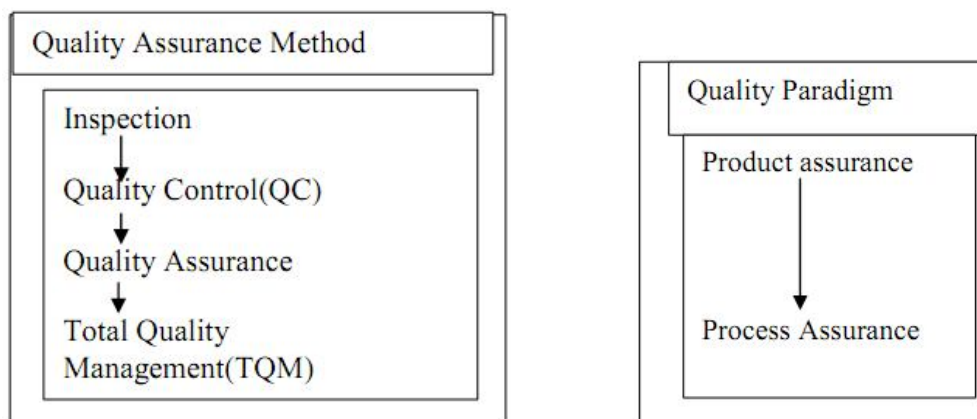 Quality Assurance Method
Inspection
Quality Control(QC)
Quality Assurance
Total Quality
Management(TQM)
Quality Paradigm
Product assurance
Process Assurance